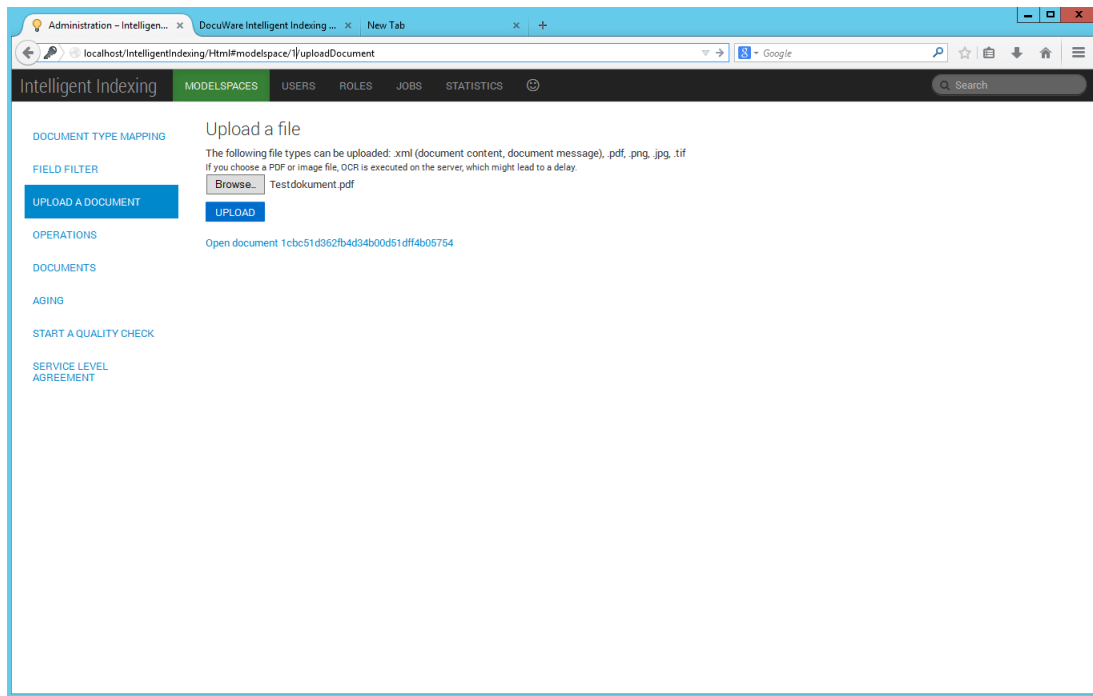 Administration – Intelligen... ×
DocuWare Intelligent Indexing ... ×
New Tab ×
+
localhost/IntelligentIndexing/Html#modelspace/1/uploadDocument
8 Google
Intelligent Indexing
MODELSPACES
USERS
ROLES
JOBS
STATISTICS
Search
DOCUMENT TYPE MAPPING
FIELD FILTER
UPLOAD A DOCUMENT
OPERATIONS
DOCUMENTS
AGING
START A QUALITY CHECK
SERVICE LEVEL
AGREEMENT
Upload a file
The following file types can be uploaded: .xml (document content, document message), .pdf, .png, .jpg, .tif
If you choose a PDF or image file, OCR is executed on the server, which might lead to a delay.
Browse.. Testdokument.pdf
UPLOAD
Open document 1cbc51d362fb4d34b00d51dff4b05754